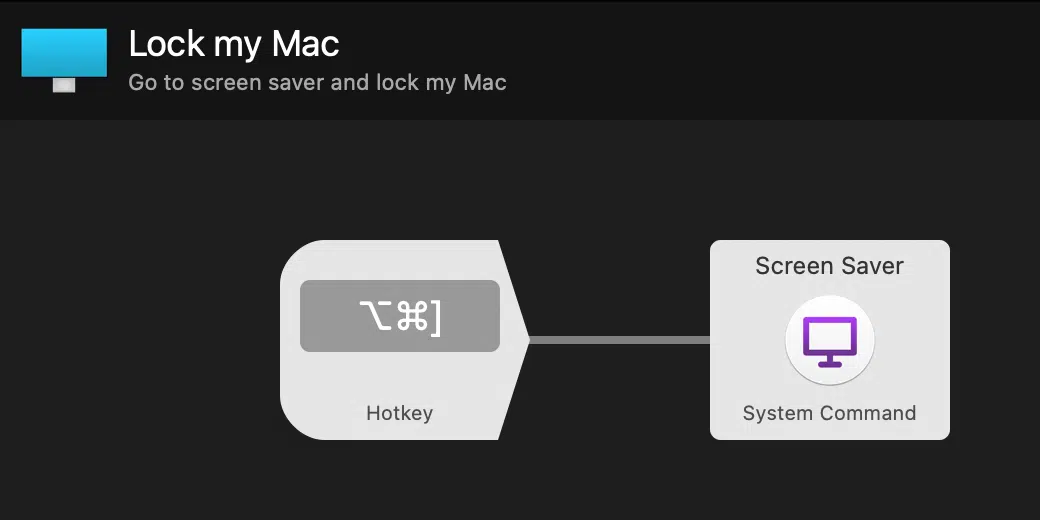 Lock my Mac
Go to screen saver and lock my Mac
⌥⌘]
Hotkey
Screen Saver
System Command